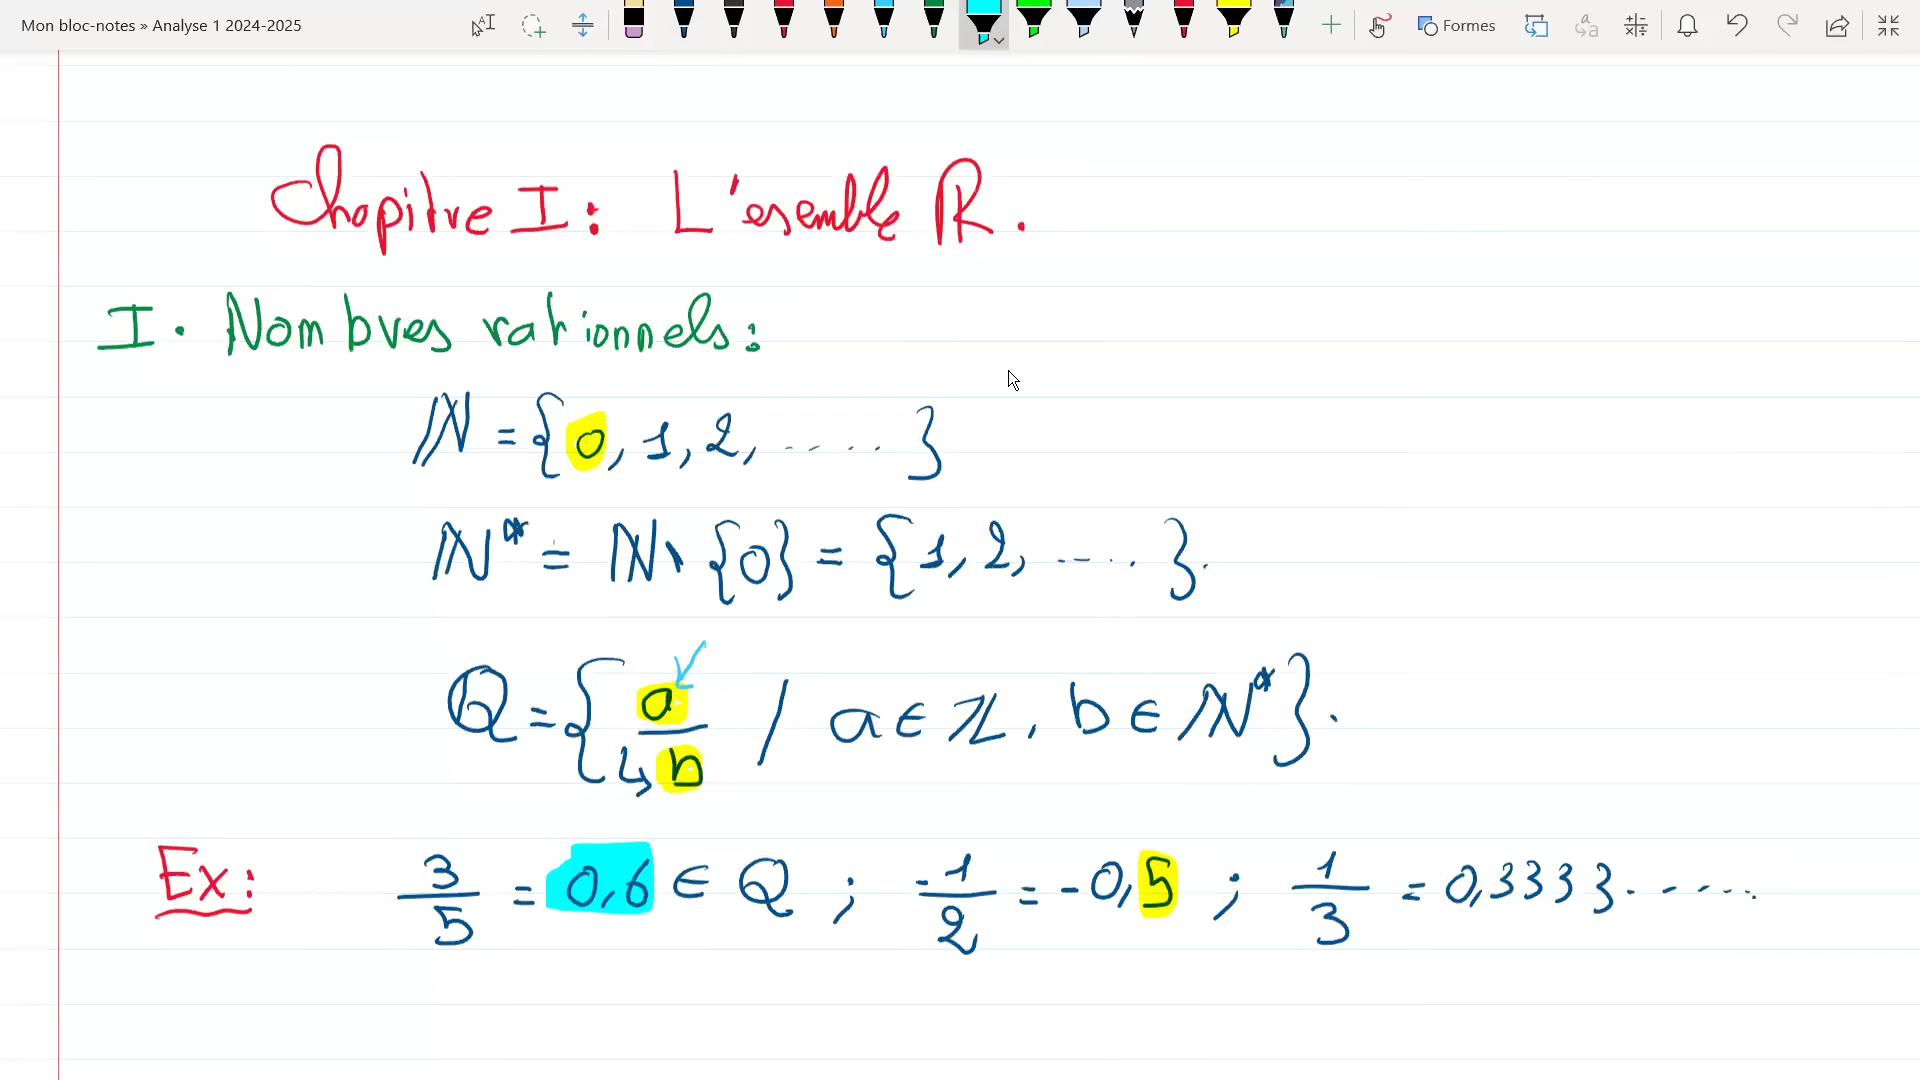 Mon bloc-notes » Analyse 1 2024-2025 Formes
Chapitre I : L'esemble ℝ.
I. Nombres rationnels :
ℕ = {0, 1, 2, .....}
ℕ* = ℕ \ {0} = {1, 2, .....}.
ℚ = { a/b / a ∈ ℤ, b ∈ ℕ* }.
Ex: 3/5 = 0,6 ∈ ℚ ; -1/2 = -0,5 ; 1/3 = 0,3333......